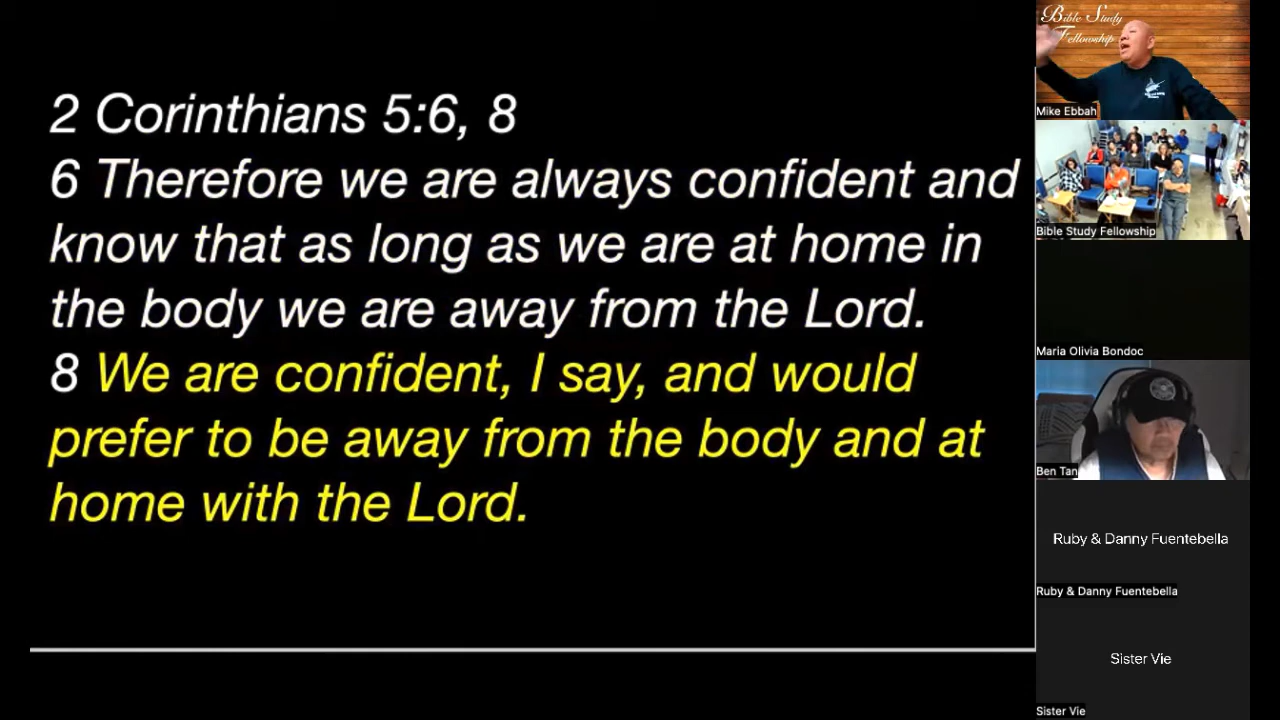 2 Corinthians 5:6, 8
6 Therefore we are always confident and
know that as long as we are at home in
the body we are away from the Lord.
8 We are confident, I say, and would
prefer to be away from the body and at
home with the Lord.
Bible Study
Fellowship
Mike Ebbah
Bible Study Fellowship
Maria Olivia Bondoc
Ben Tan
Ruby & Danny Fuentebella
Ruby & Danny Fuentebella
Sister Vie
Sister Vie